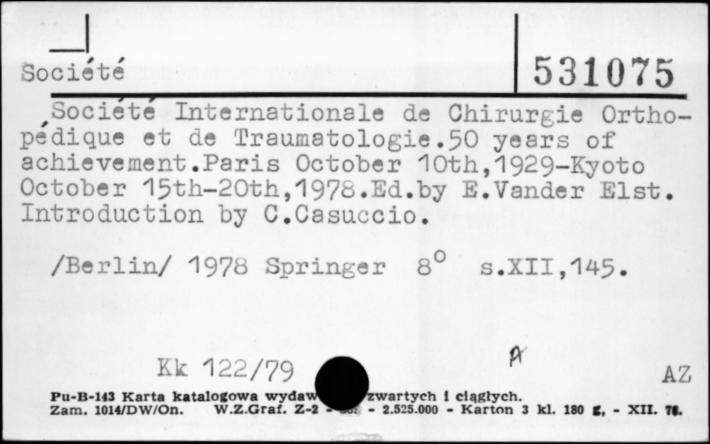 Société
531075
Société Internationale de Chirurgie Ortho-
pédique et de Traumatologie.50 years of
achievement.Paris October 10th,1929-Kyoto
October 15th-20th,1978.Ed.by E.Vander Elst.
Introduction by C.Casuccio.
/Berlin/ 1978 Springer 8° s.XII,145.
Kk 122/79
A
AZ
Pu-B-143 Karta katalogowa wydaw zwartych i ciągłych.
Zam. 1014/DW/On. W.Z.Graf. Z-2 - - 2.525.000 - Karton 3 kl. 180 g, - XII. 76.